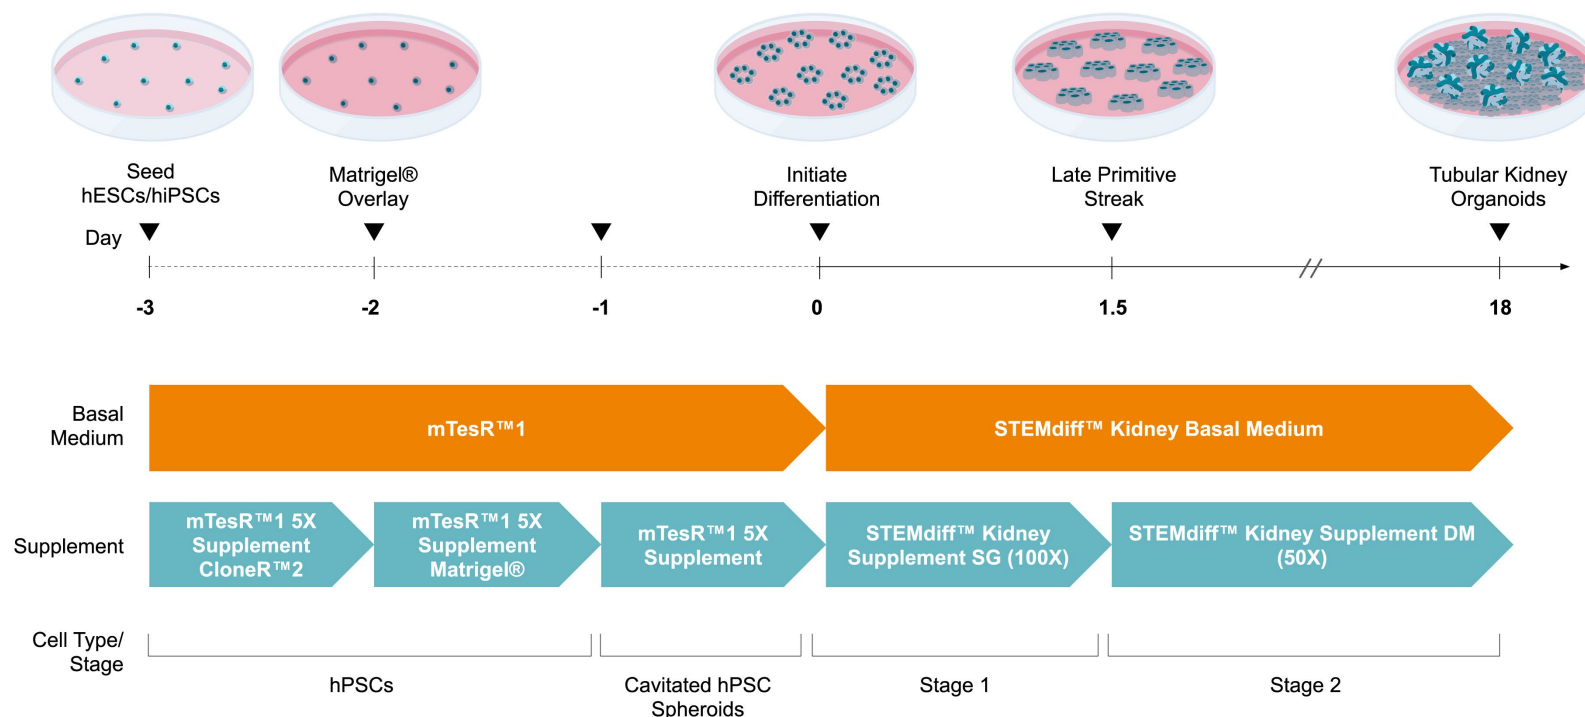 Seed
hESCs/hiPSCs
Matrigel®
Overlay
Initiate
Differentiation
Late Primitive
Streak
Tubular Kidney
Organoids
Day
-3
-2
-1
0
1.5
18
Basal
Medium
mTesR™1
STEMdiff™ Kidney Basal Medium
Supplement
mTesR™1 5X
Supplement
CloneR™2
mTesR™1 5X
Supplement
Matrigel®
mTesR™1 5X
Supplement
STEMdiff™ Kidney
Supplement SG (100X)
STEMdiff™ Kidney Supplement DM
(50X)
Cell Type/
Stage
hPSCs
Cavitated hPSC
Spheroids
Stage 1
Stage 2